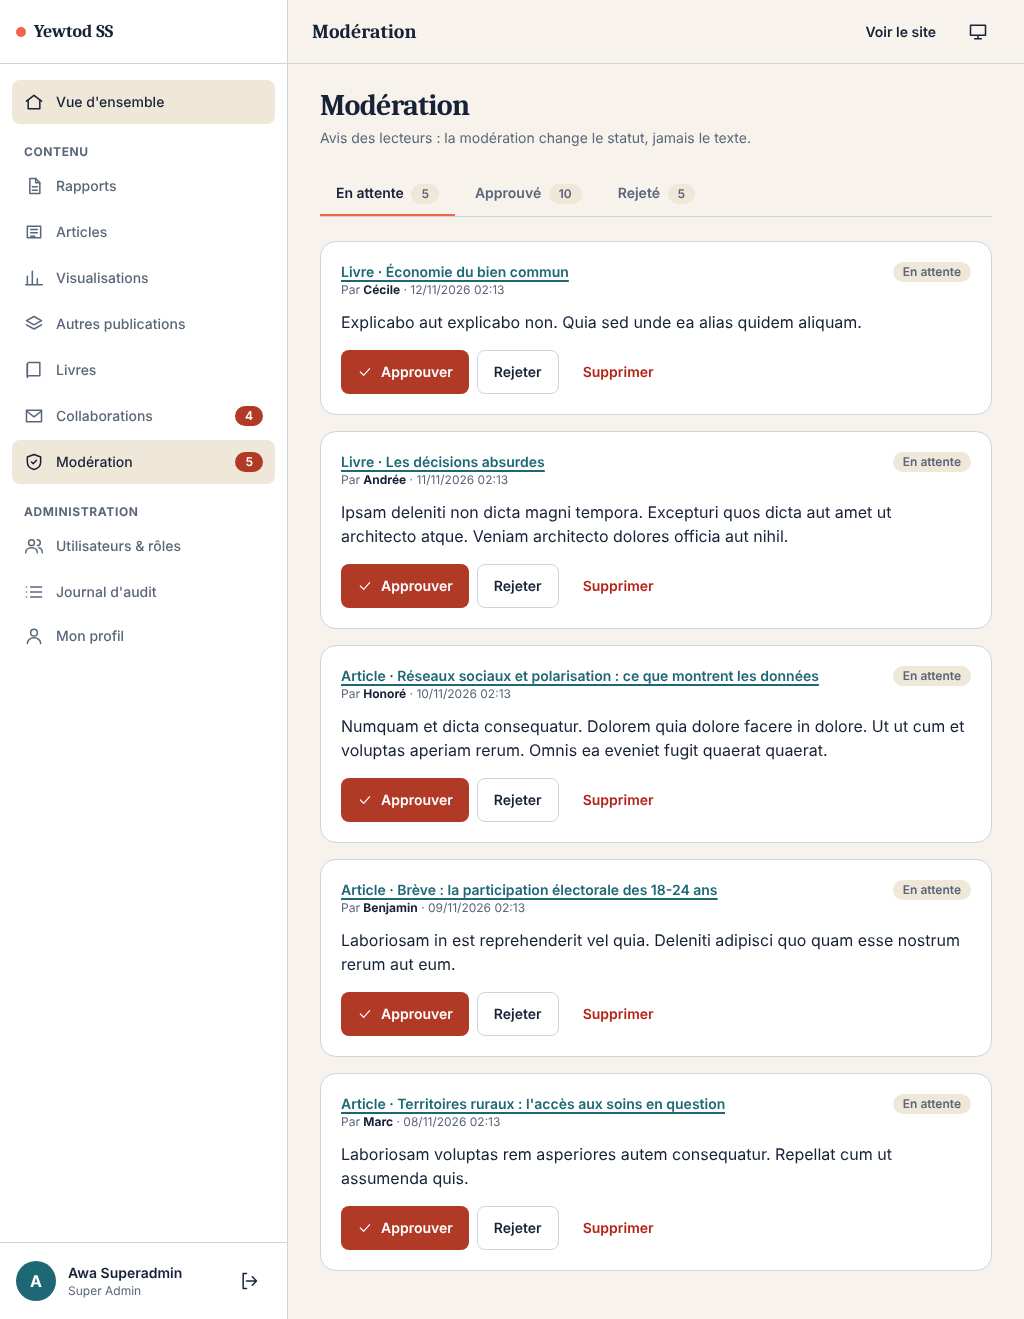 Yewtod SS
Vue d'ensemble
CONTENU
Rapports
Articles
Visualisations
Autres publications
Livres
Collaborations 4
Modération 5
ADMINISTRATION
Utilisateurs & rôles
Journal d'audit
Mon profil
A
Awa Superadmin
Super Admin
Modération
Voir le site
Modération
Avis des lecteurs : la modération change le statut, jamais le texte.
En attente 5 Approuvé 10 Rejeté 5
Livre · Économie du bien commun En attente
Par Cécile · 12/11/2026 02:13
Explicabo aut explicabo non. Quia sed unde ea alias quidem aliquam.
Approuver Rejeter Supprimer
Livre · Les décisions absurdes En attente
Par Andrée · 11/11/2026 02:13
Ipsam deleniti non dicta magni tempora. Excepturi quos dicta aut amet ut
architecto atque. Veniam architecto dolores officia aut nihil.
Approuver Rejeter Supprimer
Article · Réseaux sociaux et polarisation : ce que montrent les données En attente
Par Honoré · 10/11/2026 02:13
Numquam et dicta consequatur. Dolorem quia dolore facere in dolore. Ut ut cum et
voluptas aperiam rerum. Omnis ea eveniet fugit quaerat quaerat.
Approuver Rejeter Supprimer
Article · Brève : la participation électorale des 18-24 ans En attente
Par Benjamin · 09/11/2026 02:13
Laboriosam in est reprehenderit vel quia. Deleniti adipisci quo quam esse nostrum
rerum aut eum.
Approuver Rejeter Supprimer
Article · Territoires ruraux : l'accès aux soins en question En attente
Par Marc · 08/11/2026 02:13
Laboriosam voluptas rem asperiores autem consequatur. Repellat cum ut
assumenda quis.
Approuver Rejeter Supprimer